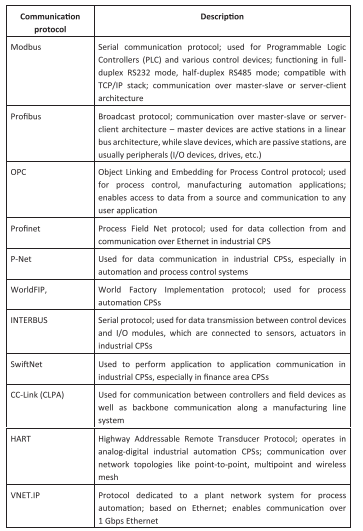 Communication protocol
Description
Modbus
Serial communication protocol; used for Programmable Logic
Controllers (PLC) and various control devices; functioning in full-
duplex RS232 mode, half-duplex RS485 mode; compatible with
TCP/IP stack; communication over master-slave or server-client
architecture
Profibus
Broadcast protocol; communication over master-slave or server-
client architecture – master devices are active stations in a linear
bus architecture, while slave devices, which are passive stations, are
usually peripherals (I/O devices, drives, etc.)
OPC
Object Linking and Embedding for Process Control protocol; used
for process control, manufacturing automation applications;
enables access to data from a source and communication to any
user application
Profinet
Process Field Net protocol; used for data collection from and
communication over Ethernet in industrial CPS
P-Net
Used for data communication in industrial CPSs, especially in
automation and process control systems
WorldFIP,
World Factory Implementation protocol; used for process
automation CPSs
INTERBUS
Serial protocol; used for data transmission between control devices
and I/O modules, which are connected to sensors, actuators in
industrial CPSs
SwiftNet
Used to perform application to application communication in
industrial CPSs, especially in finance area CPSs
CC-Link (CLPA)
Used for communication between controllers and field devices as
well as backbone communication along a manufacturing line
system
HART
Highway Addressable Remote Transducer Protocol; operates in
analog-digital industrial automation CPSs; communication over
network topologies like point-to-point, multipoint and wireless
mesh
VNET.IP
Protocol dedicated to a plant network system for process
automation; based on Ethernet; enables communication over
1 Gbps Ethernet